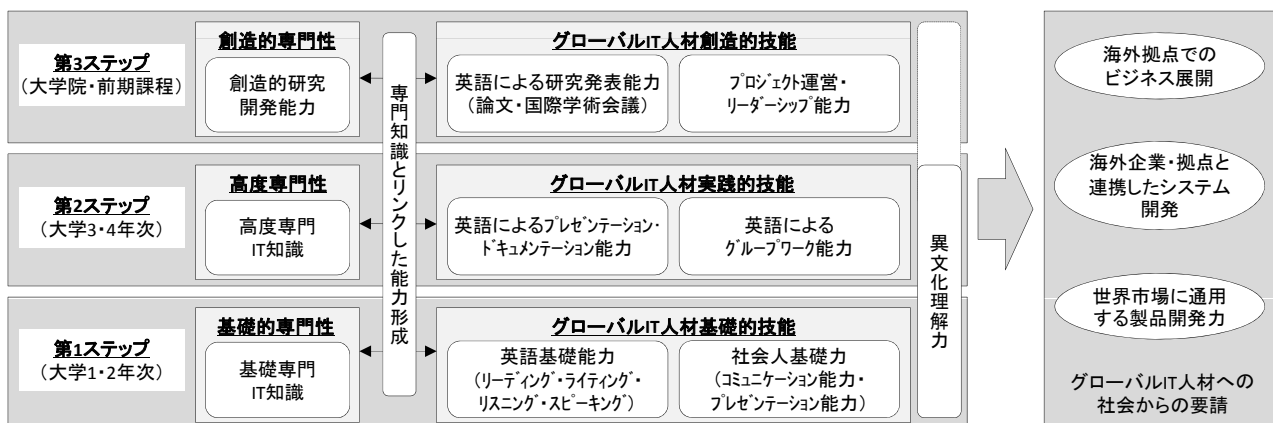 第3ステップ
(大学院・前期課程)
創造的専門性
創造的研究
開発能力
グローバルIT人材創造的技能
英語による研究発表能力
(論文・国際学術会議)
プロジェクト運営・
リーダーシップ能力
第2ステップ
(大学3・4年次)
高度専門性
高度専門
IT知識
グローバルIT人材実践的技能
英語によるプレゼンテーション・
ドキュメンテーション能力
英語による
グループワーク能力
第1ステップ
(大学1・2年次)
基礎的専門性
基礎専門
IT知識
グローバルIT人材基礎的技能
英語基礎能力
(リーディング・ライティング・
リスニング・スピーキング)
社会人基礎力
(コミュニケーション能力・
プレゼンテーション能力)
専門知識とリンクした能力形成
異文化理解力
海外拠点での
ビジネス展開
海外企業・拠点と
連携したシステム
開発
世界市場に通用
する製品開発力
グローバルIT人材への
社会からの要請